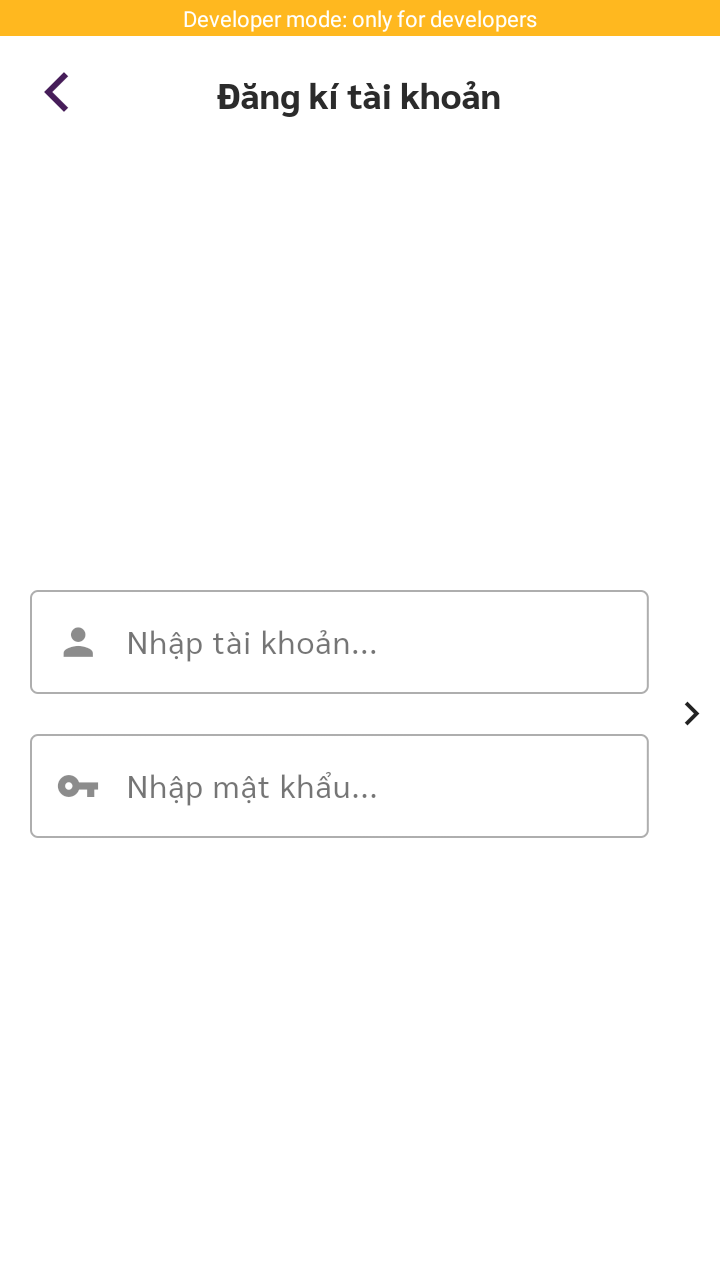 Developer mode: only for developers
Đăng kí tài khoản
Nhập tài khoản...
Nhập mật khẩu...